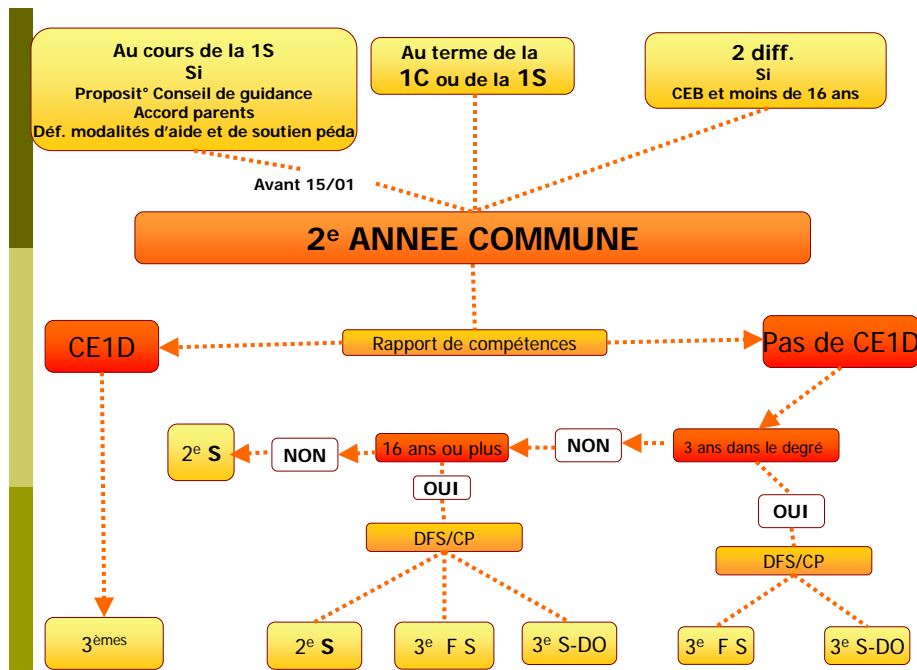 Au cours de la 1S
Si
Proposit° Conseil de guidance
Accord parents
Déf. modalités d'aide et de soutien péda
Au terme de la
1C ou de la 1S
2 diff.
Si
CEB et moins de 16 ans
Avant 15/01
2e ANNEE COMMUNE
CE1D
Rapport de compétences
Pas de CE1D
2e S
NON
16 ans ou plus
NON
3 ans dans le degré
OUI
OUI
DFS/CP
DFS/CP
3èmes
2e S
3e F S
3e S-DO
3e F S
3e S-DO